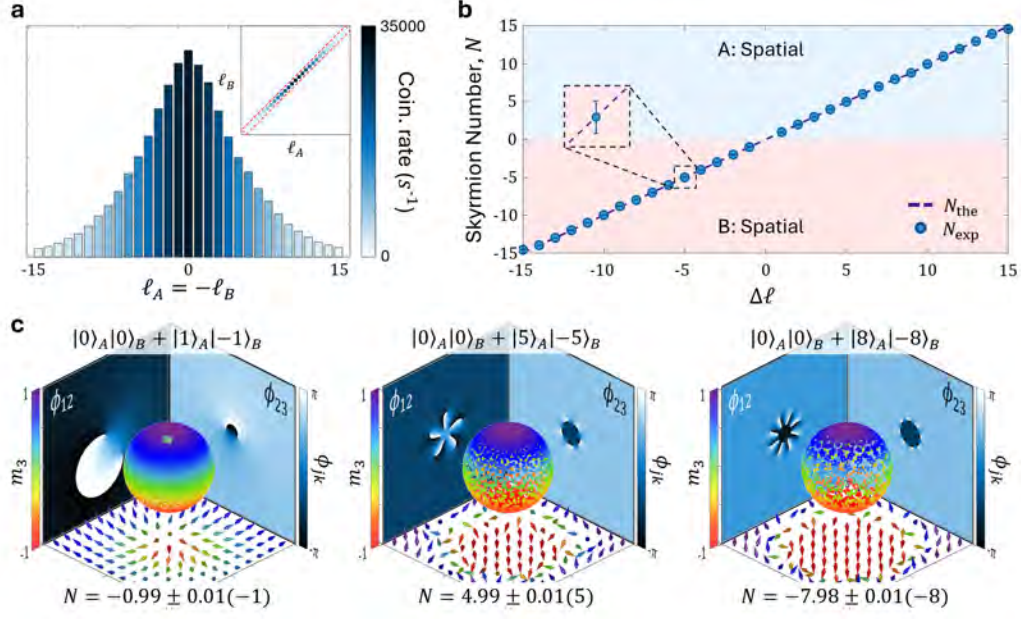 a
35000
Coin. rate (s⁻¹)
0
ℓ_B
ℓ_A
-15 0 15
ℓ_A = −ℓ_B
b
Skyrmion Number, N
15
10
5
0
-5
-10
-15
A: Spatial
B: Spatial
N_the
N_exp
-15 -10 -5 0 5 10 15
Δℓ
c
|0⟩_A|0⟩_B + |1⟩_A|−1⟩_B
1
m_3
-1
ϕ_12
ϕ_23
π
-π
N = −0.99 ± 0.01(−1)
|0⟩_A|0⟩_B + |5⟩_A|−5⟩_B
1
m_3
-1
ϕ_12
ϕ_23
π
ϕ_jk
-π
N = 4.99 ± 0.01(5)
|0⟩_A|0⟩_B + |8⟩_A|−8⟩_B
1
m_3
-1
ϕ_12
ϕ_23
π
ϕ_jk
-π
N = −7.98 ± 0.01(−8)